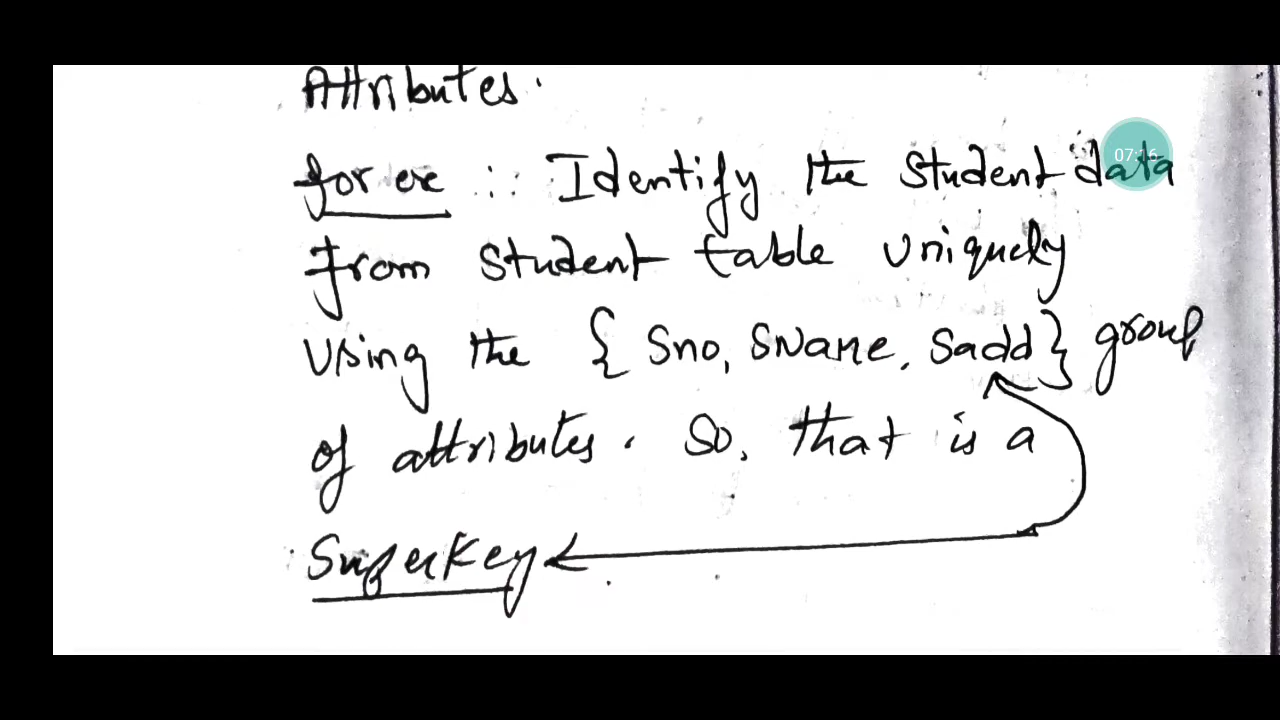 Attributes.
for ex :: Identify the student data
from student table uniquely
Using the { Sno, SName, Sadd} group
of attributes. So, that is a
SuperKey